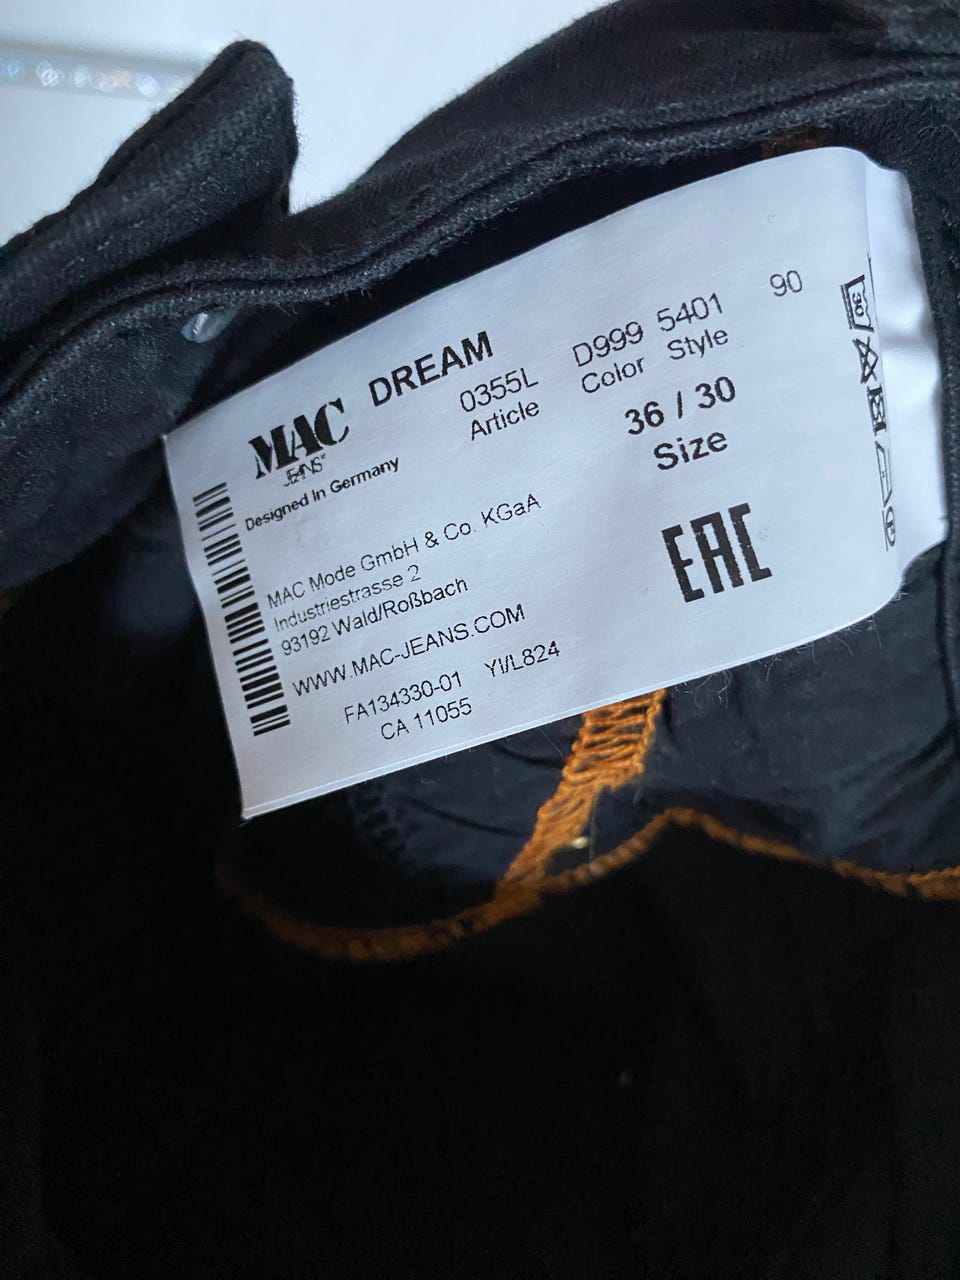 MAC DREAM
JEANS
Designed In Germany
0355L D999 5401 90
Article Color Style
36 / 30
Size
MAC Mode GmbH & Co. KGaA
Industriestrasse 2
93192 Wald/Roßbach
WWW.MAC-JEANS.COM
FA134330-01 YI/L824
CA 11055
EAC
30